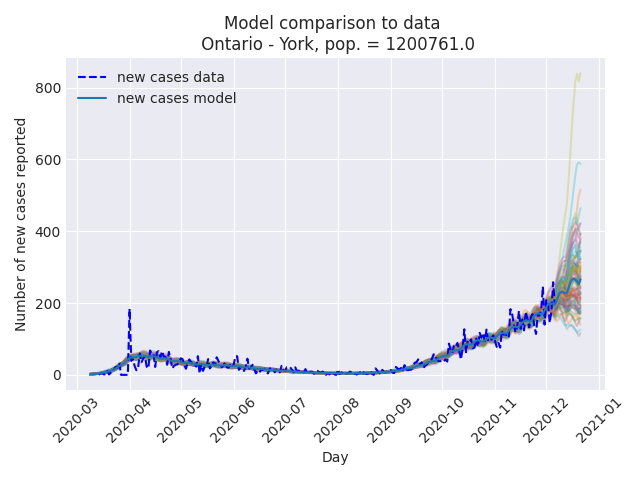 Model comparison to data
Ontario - York, pop. = 1200761.0
new cases data
new cases model
Number of new cases reported
800
600
400
200
0
2020-03
2020-04
2020-05
2020-06
2020-07
2020-08
2020-09
2020-10
2020-11
2020-12
2021-01
Day